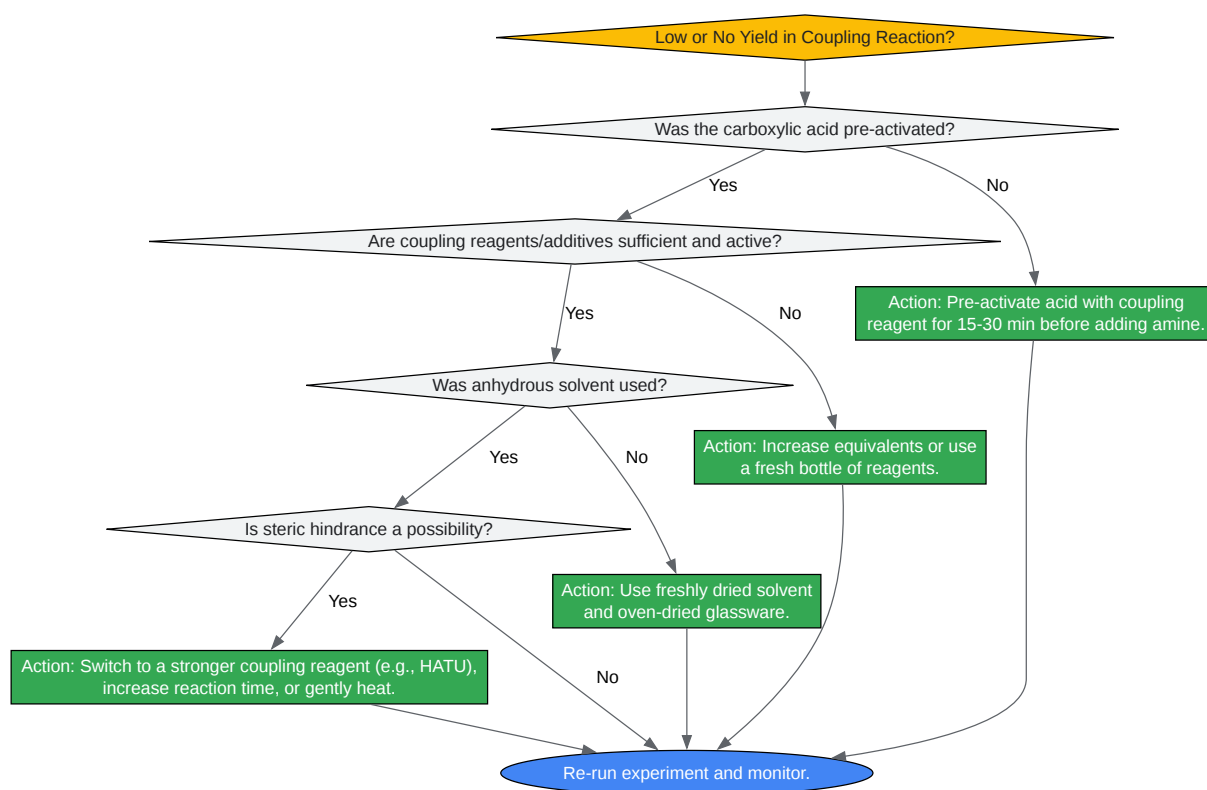 Low or No Yield in Coupling Reaction?
Was the carboxylic acid pre-activated?
Yes
No
Are coupling reagents/additives sufficient and active?
Action: Pre-activate acid with coupling
reagent for 15-30 min before adding amine.
Yes
No
Was anhydrous solvent used?
Action: Increase equivalents or use
a fresh bottle of reagents.
Yes
No
Is steric hindrance a possibility?
Action: Use freshly dried solvent
and oven-dried glassware.
Yes
No
Action: Switch to a stronger coupling reagent (e.g., HATU),
increase reaction time, or gently heat.
Re-run experiment and monitor.